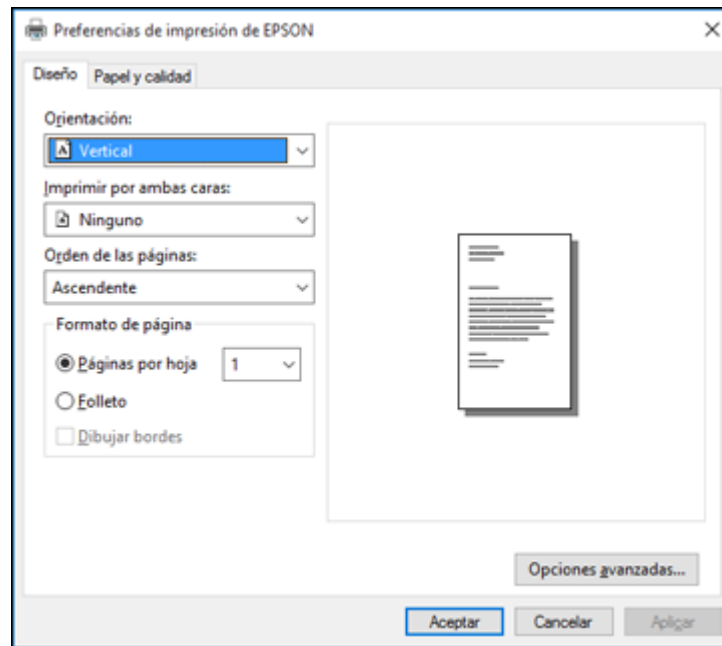 Preferencias de impresión de EPSON
Diseño
Papel y calidad
Orientación:
A Vertical
Imprimir por ambas caras:
Ninguno
Orden de las páginas:
Ascendente
Formato de página
Páginas por hoja 1
Folleto
Dibujar bordes
Opciones avanzadas...
Aceptar
Cancelar
Aplicar